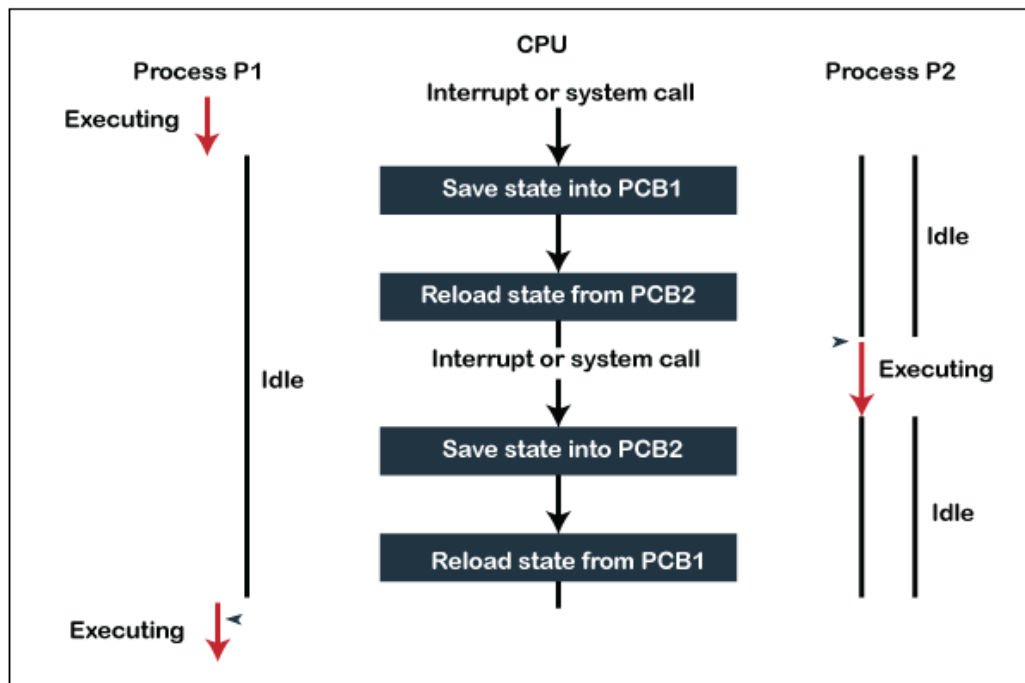 CPU
Process P1
Process P2
Interrupt or system call
Executing
Save state into PCB1
Idle
Reload state from PCB2
Interrupt or system call
Executing
Idle
Save state into PCB2
Idle
Reload state from PCB1
Executing